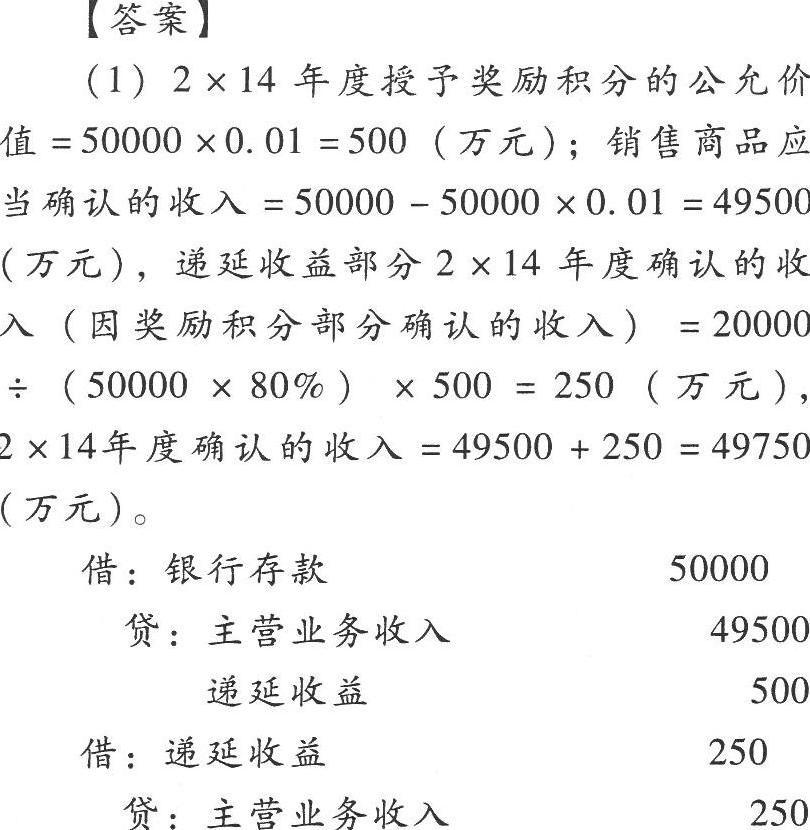 【答案】
（1）2×14 年度授予奖励积分的公允价
值=50000×0.01=500（万元）；销售商品应
当确认的收入=50000-50000×0.01=49500
（万元），递延收益部分2×14 年度确认的收
入（因奖励积分部分确认的收入）=20000
÷（50000×80%）×500=250（万元），
2×14年度确认的收入=49500+250=49750
（万元）。
借：银行存款 50000
贷：主营业务收入 49500
递延收益 500
借：递延收益 250
贷：主营业务收入 250